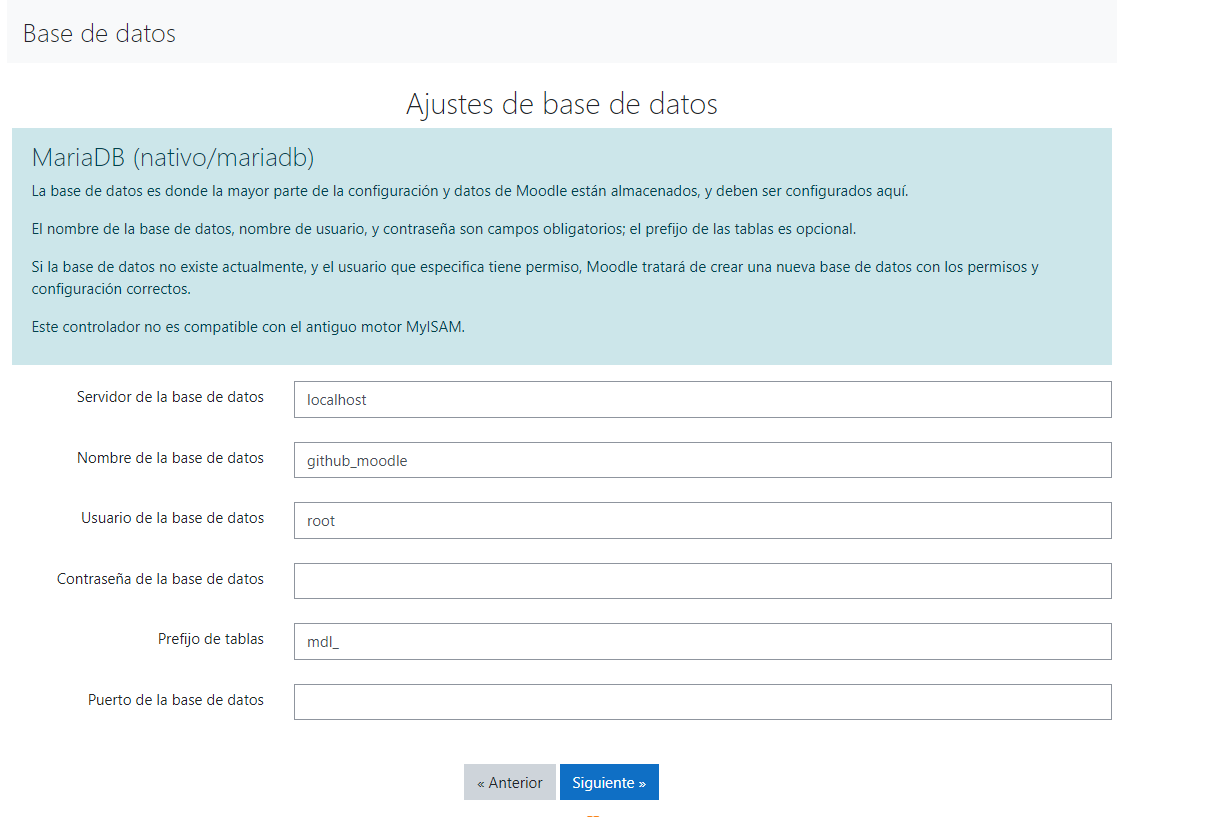 Base de datos
Ajustes de base de datos
MariaDB (nativo/mariadb)
La base de datos es donde la mayor parte de la configuración y datos de Moodle están almacenados, y deben ser configurados aquí.
El nombre de la base de datos, nombre de usuario, y contraseña son campos obligatorios; el prefijo de las tablas es opcional.
Si la base de datos no existe actualmente, y el usuario que especifica tiene permiso, Moodle tratará de crear una nueva base de datos con los permisos y
configuración correctos.
Este controlador no es compatible con el antiguo motor MyISAM.
Servidor de la base de datos
localhost
Nombre de la base de datos
github_moodle
Usuario de la base de datos
root
Contraseña de la base de datos
Prefijo de tablas
mdl_
Puerto de la base de datos
« Anterior
Siguiente »